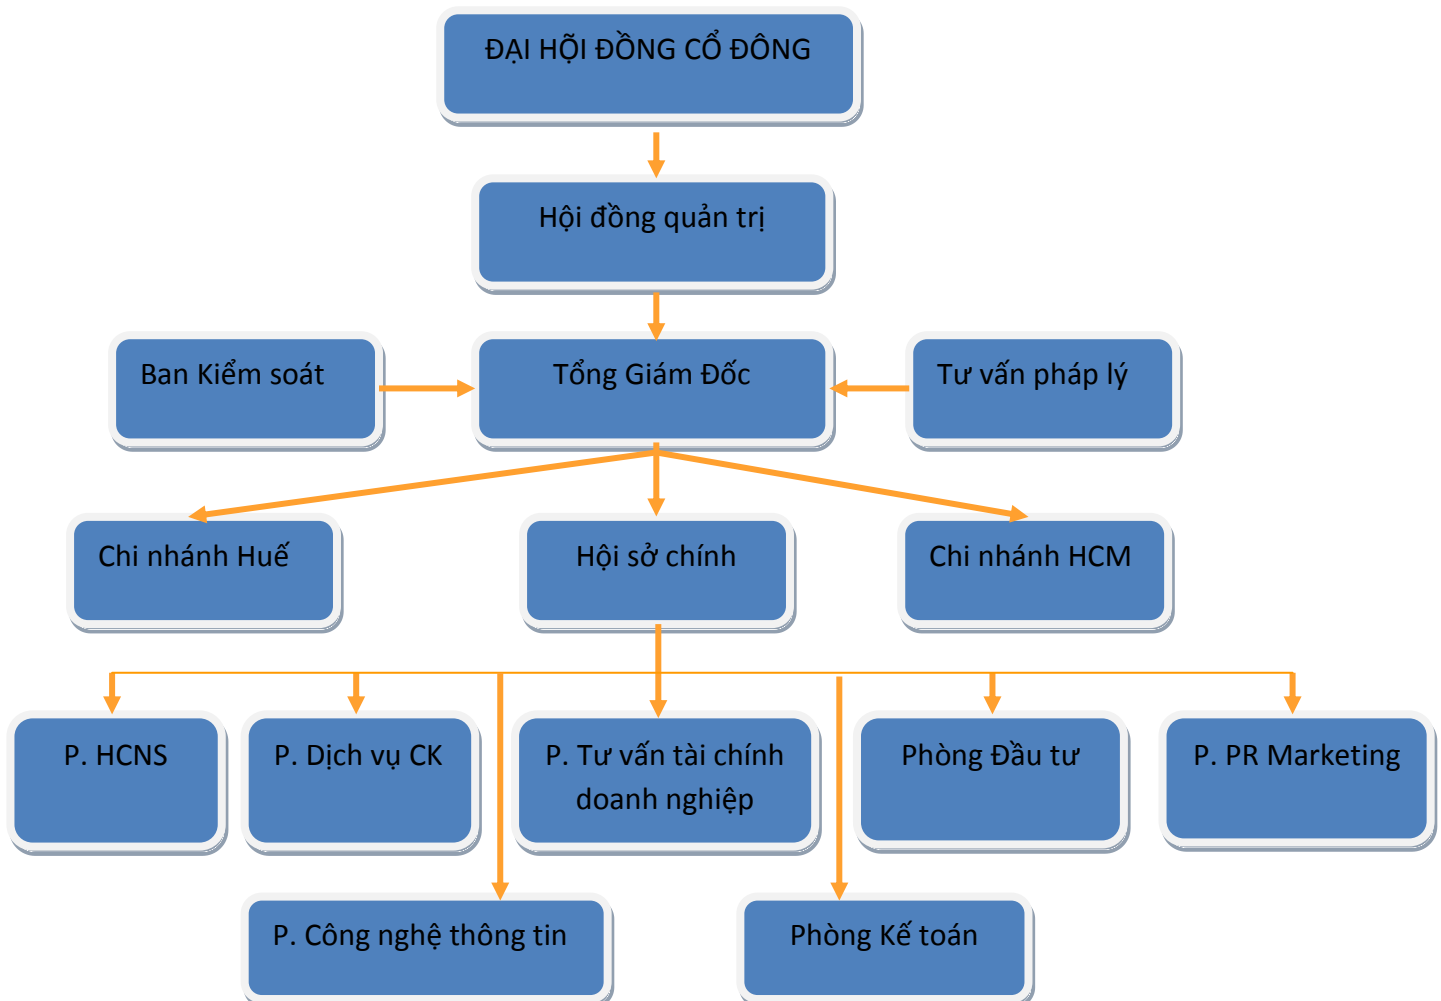 ĐẠI HỘI ĐỒNG CỔ ĐÔNG
Hội đồng quản trị
Ban Kiểm soát
Tổng Giám Đốc
Tư vấn pháp lý
Chi nhánh Huế
Hội sở chính
Chi nhánh HCM
P. HCNS
P. Dịch vụ CK
P. Tư vấn tài chính
doanh nghiệp
Phòng Đầu tư
P. PR Marketing
P. Công nghệ thông tin
Phòng Kế toán